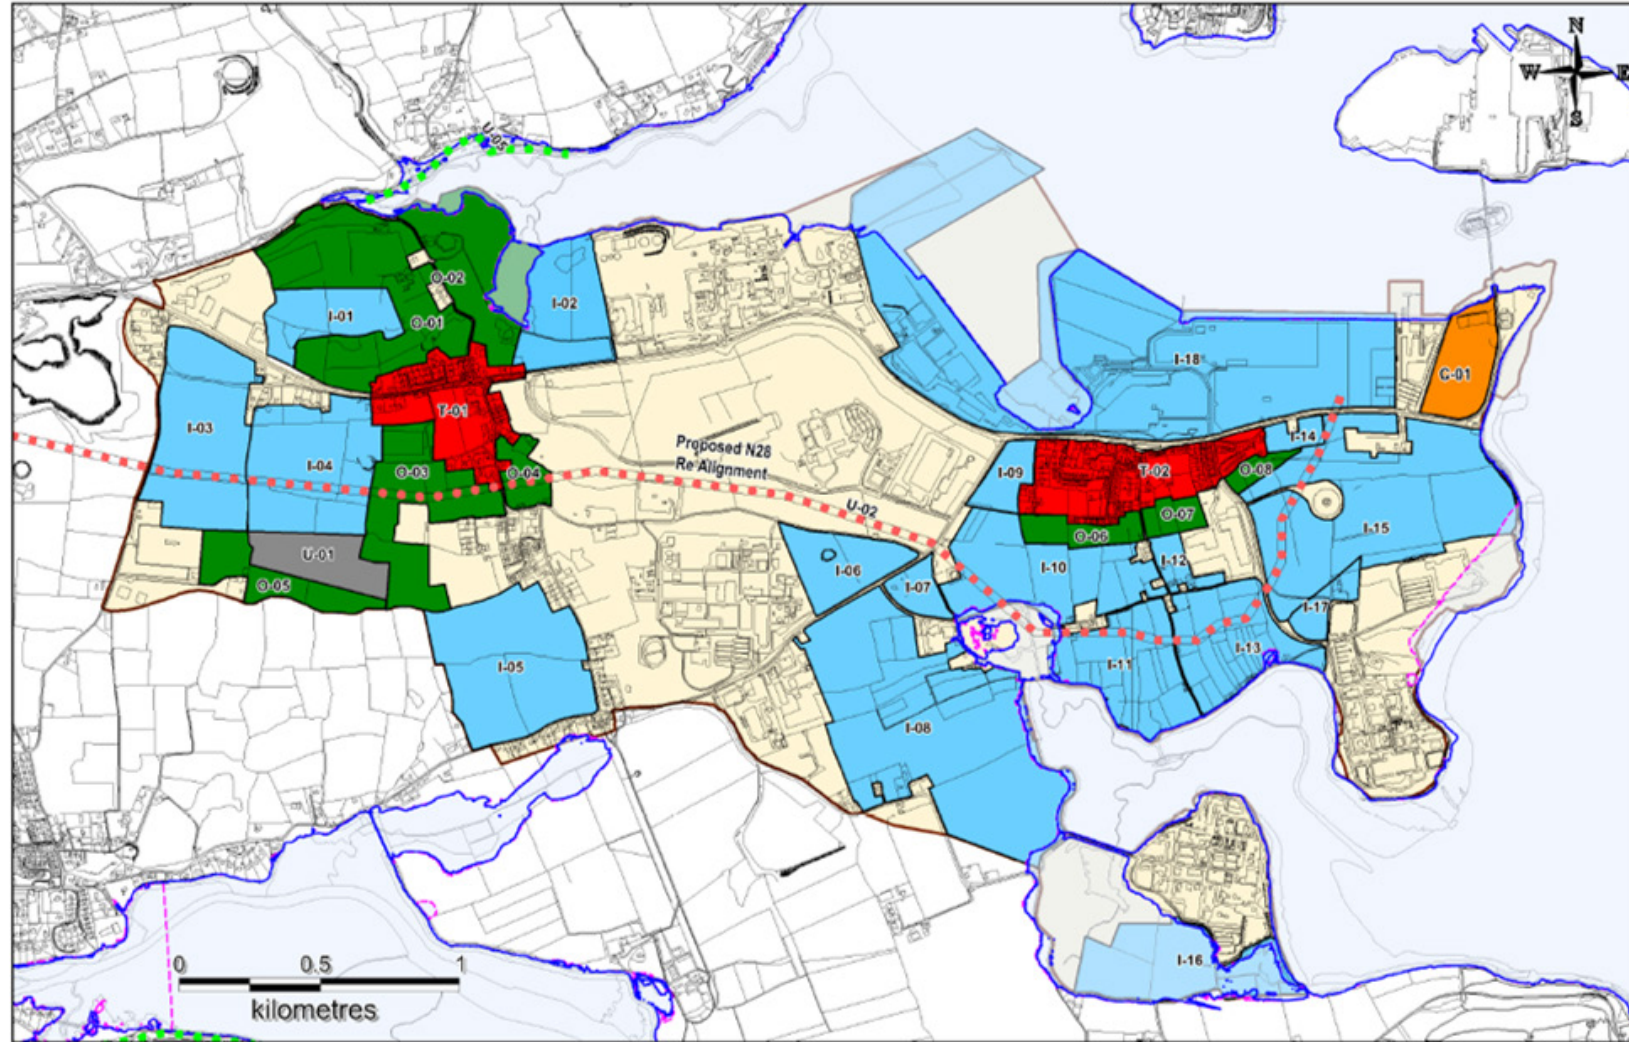 N
W E
S
U-05
O-02
I-02
I-01
O-01
I-18
C-01
T-01
I-03
I-14
Proposed N28
Re Alignment
I-04
O-03
O-04
I-09
T-02
O-08
U-02
O-07
I-15
O-06
U-01
I-06
I-10
I-12
O-05
I-07
I-17
I-13
I-05
I-11
I-08
I-16
0 0.5 1
kilometres